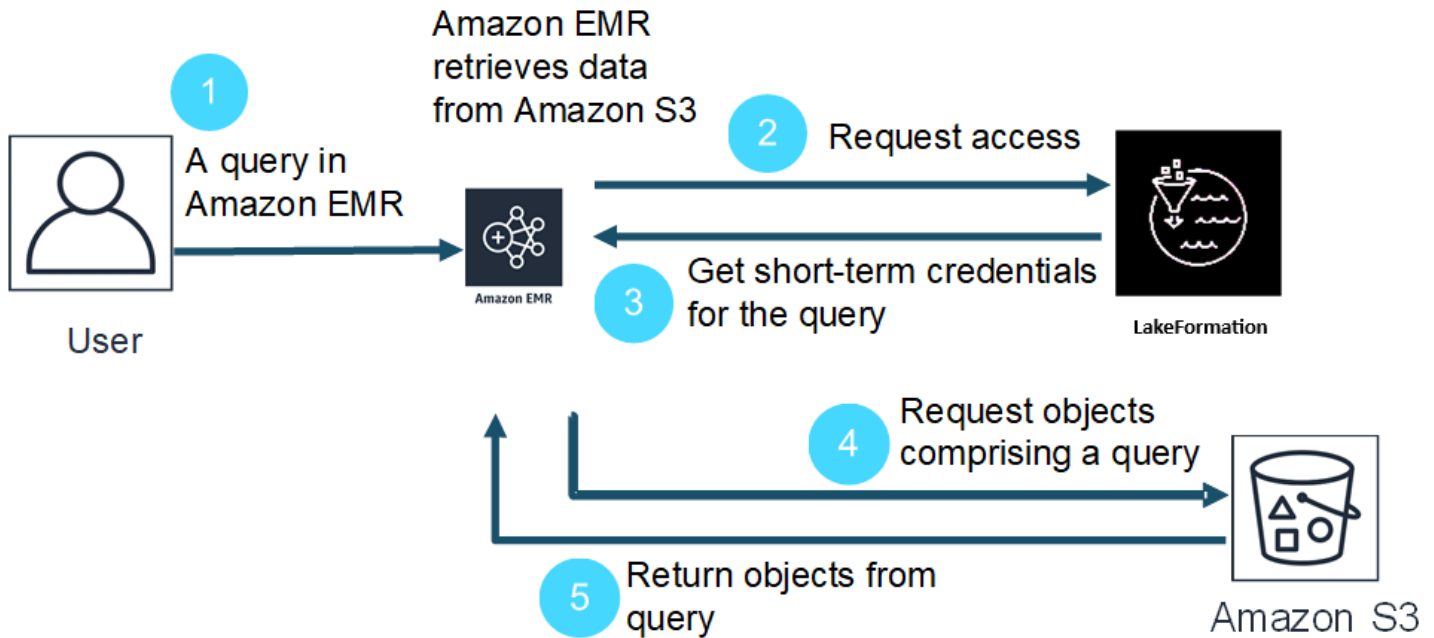 1
A query in
Amazon EMR
User
Amazon EMR
retrieves data
from Amazon S3
Amazon EMR
2
Request access
3
Get short-term credentials
for the query
LakeFormation
4
Request objects
comprising a query
5
Return objects from
query
Amazon S3